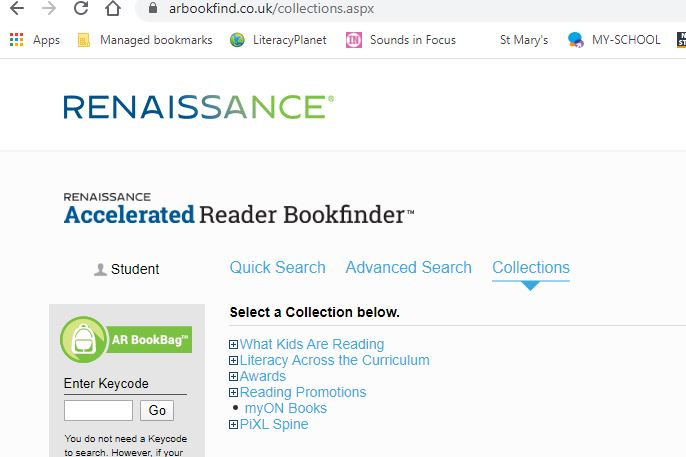 arbookfind.co.uk/collections.aspx
Apps Managed bookmarks LiteracyPlanet IN Sounds in Focus St Mary's MY-SCHOOL
RENAISSANCE®
RENAISSANCE
Accelerated Reader Bookfinder™
Student Quick Search Advanced Search Collections
Select a Collection below.
AR BookBag™
What Kids Are Reading
Literacy Across the Curriculum
Awards
Reading Promotions
myON Books
PiXL Spine
Enter Keycode
Go
You do not need a Keycode
to search. However, if your